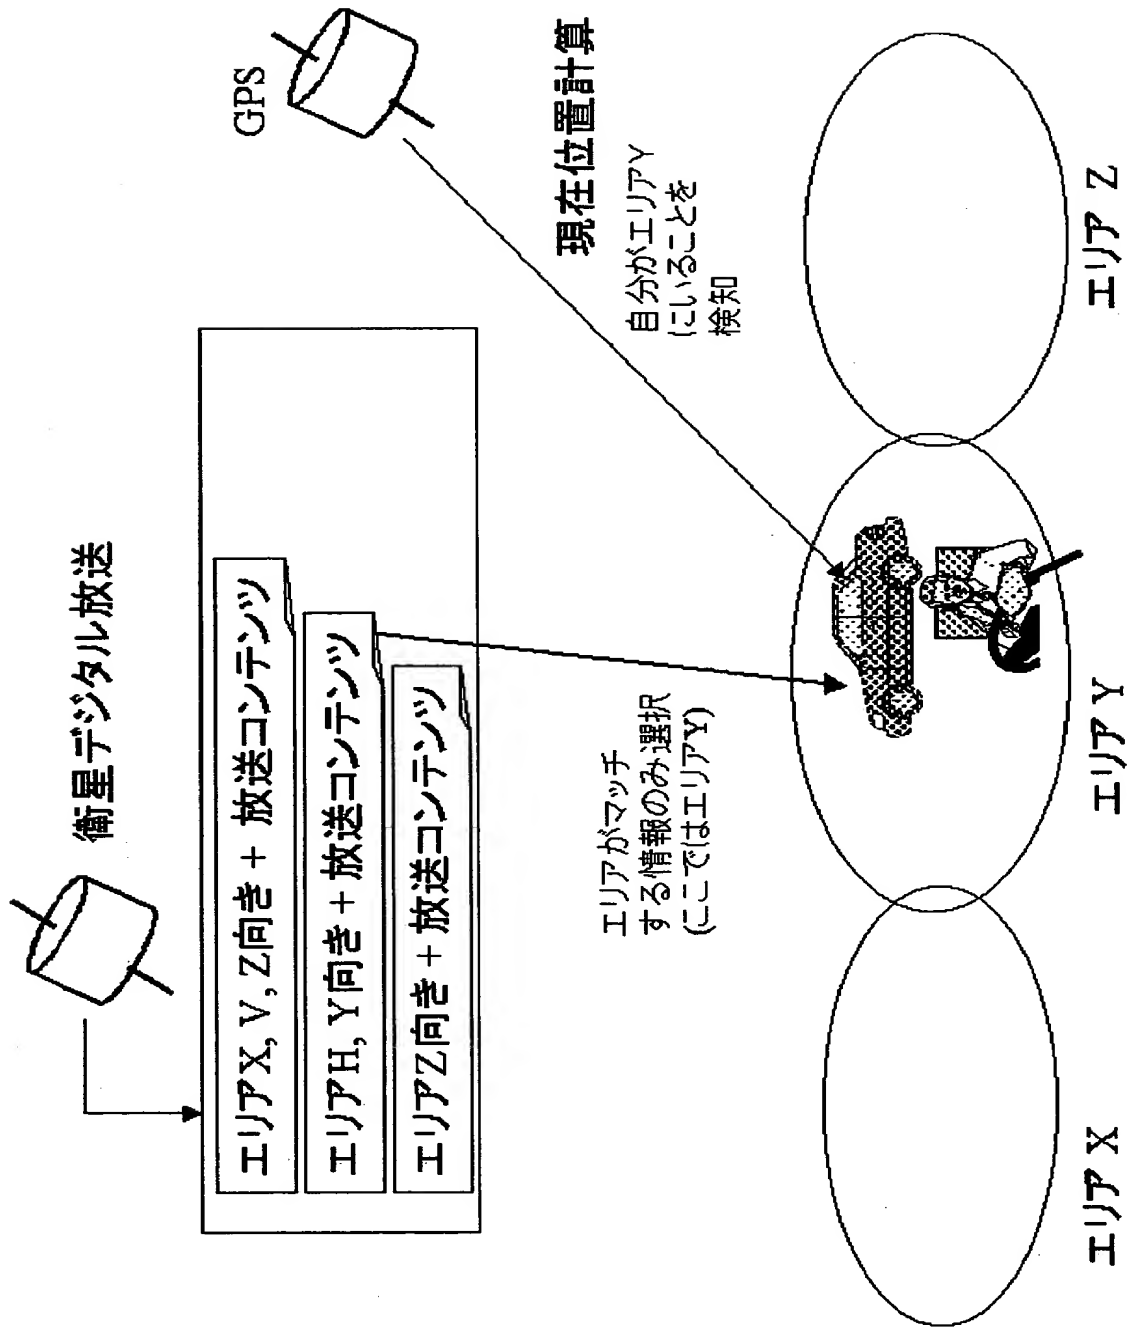 衛星デジタル放送
GPS
エリアX, V, Z向き + 放送コンテンツ
エリアH, Y向き + 放送コンテンツ
エリアZ向き + 放送コンテンツ
現在位置計算
自分がエリアY
にいることを
検知
エリアがマッチ
する情報のみ選択
(ここではエリアY)
エリア X
エリア Y
エリア Z